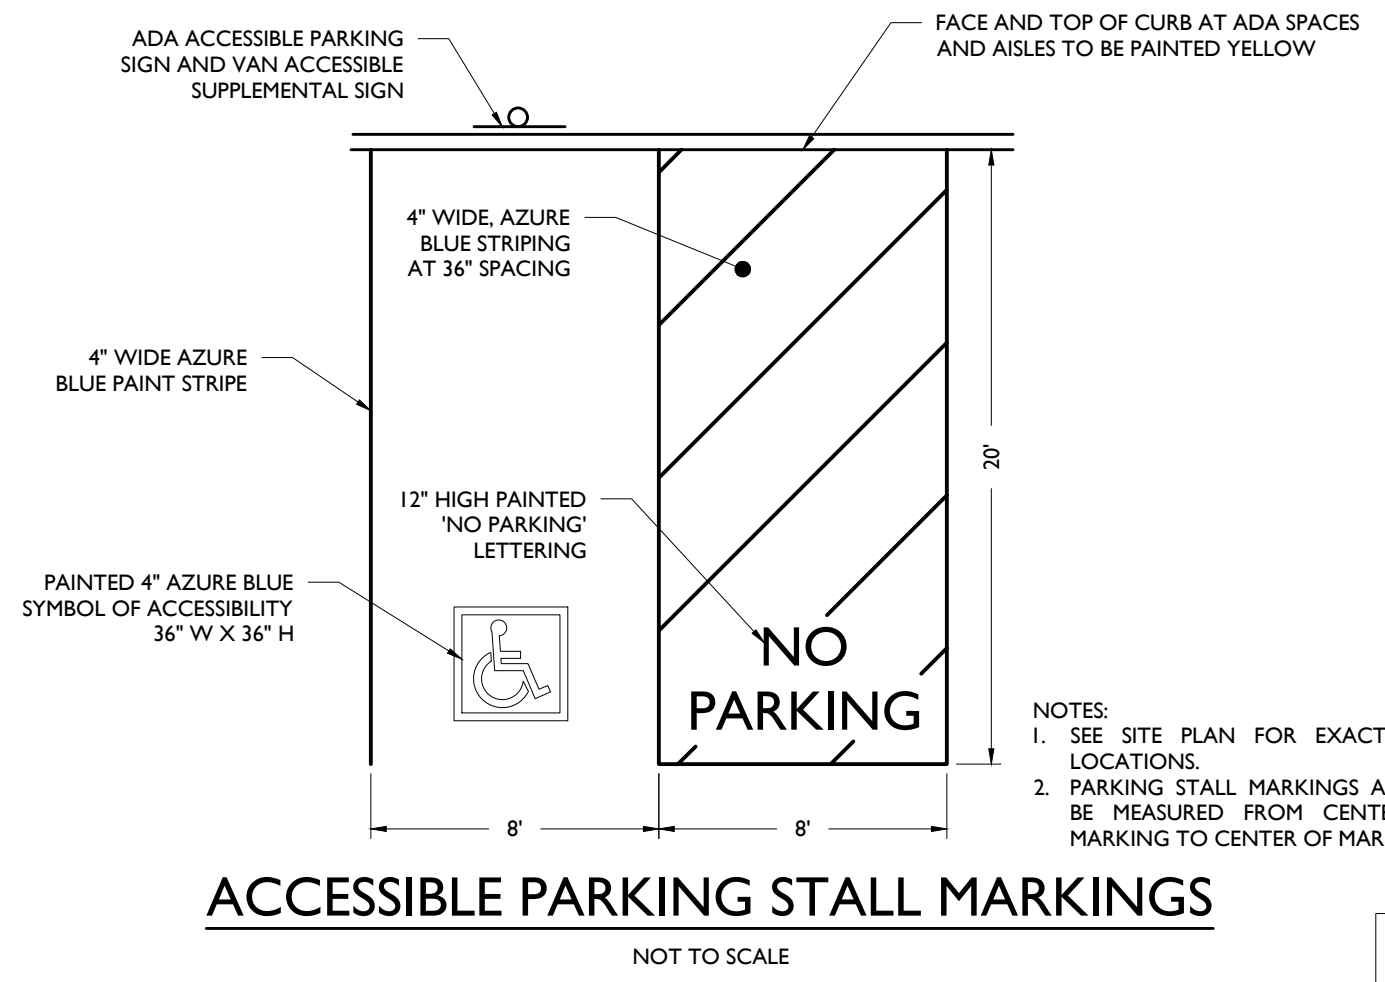 ADA ACCESSIBLE PARKING
SIGN AND VAN ACCESSIBLE
SUPPLEMENTAL SIGN
FACE AND TOP OF CURB AT ADA SPACES
AND AISLES TO BE PAINTED YELLOW
4" WIDE, AZURE
BLUE STRIPING
AT 36" SPACING
4" WIDE AZURE
BLUE PAINT STRIPE
20'
12" HIGH PAINTED
'NO PARKING'
LETTERING
PAINTED 4" AZURE BLUE
SYMBOL OF ACCESSIBILITY
36" W X 36" H
NO
PARKING
NOTES:
1. SEE SITE PLAN FOR EXACT
LOCATIONS.
2. PARKING STALL MARKINGS
BE MEASURED FROM
MARKING TO CENTER OF
8'
8'
ACCESSIBLE PARKING STALL MARKINGS
NOT TO SCALE